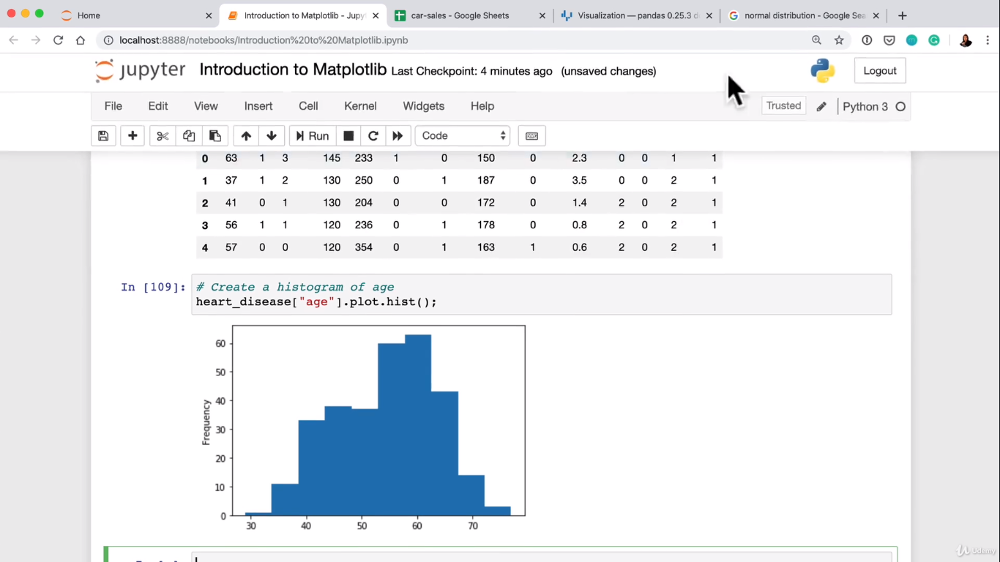 Home
Introduction to Matplotlib - Jupy
car-sales - Google Sheets
Visualization — pandas 0.25.3 d
normal distribution - Google Sea
localhost:8888/notebooks/Introduction%20to%20Matplotlib.ipynb
jupyter Introduction to Matplotlib Last Checkpoint: 4 minutes ago (unsaved changes)
Logout
File Edit View Insert Cell Kernel Widgets Help
Trusted
Python 3
Run
Code
0 63 1 3 145 233 1 0 150 0 2.3 0 0 1 1
1 37 1 2 130 250 0 1 187 0 3.5 0 0 2 1
2 41 0 1 130 204 0 0 172 0 1.4 2 0 2 1
3 56 1 1 120 236 0 1 178 0 0.8 2 0 2 1
4 57 0 0 120 354 0 1 163 1 0.6 2 0 2 1
In [109]:
# Create a histogram of age
heart_disease["age"].plot.hist();
Frequency
60
50
40
30
20
10
0
30 40 50 60 70
Udemy